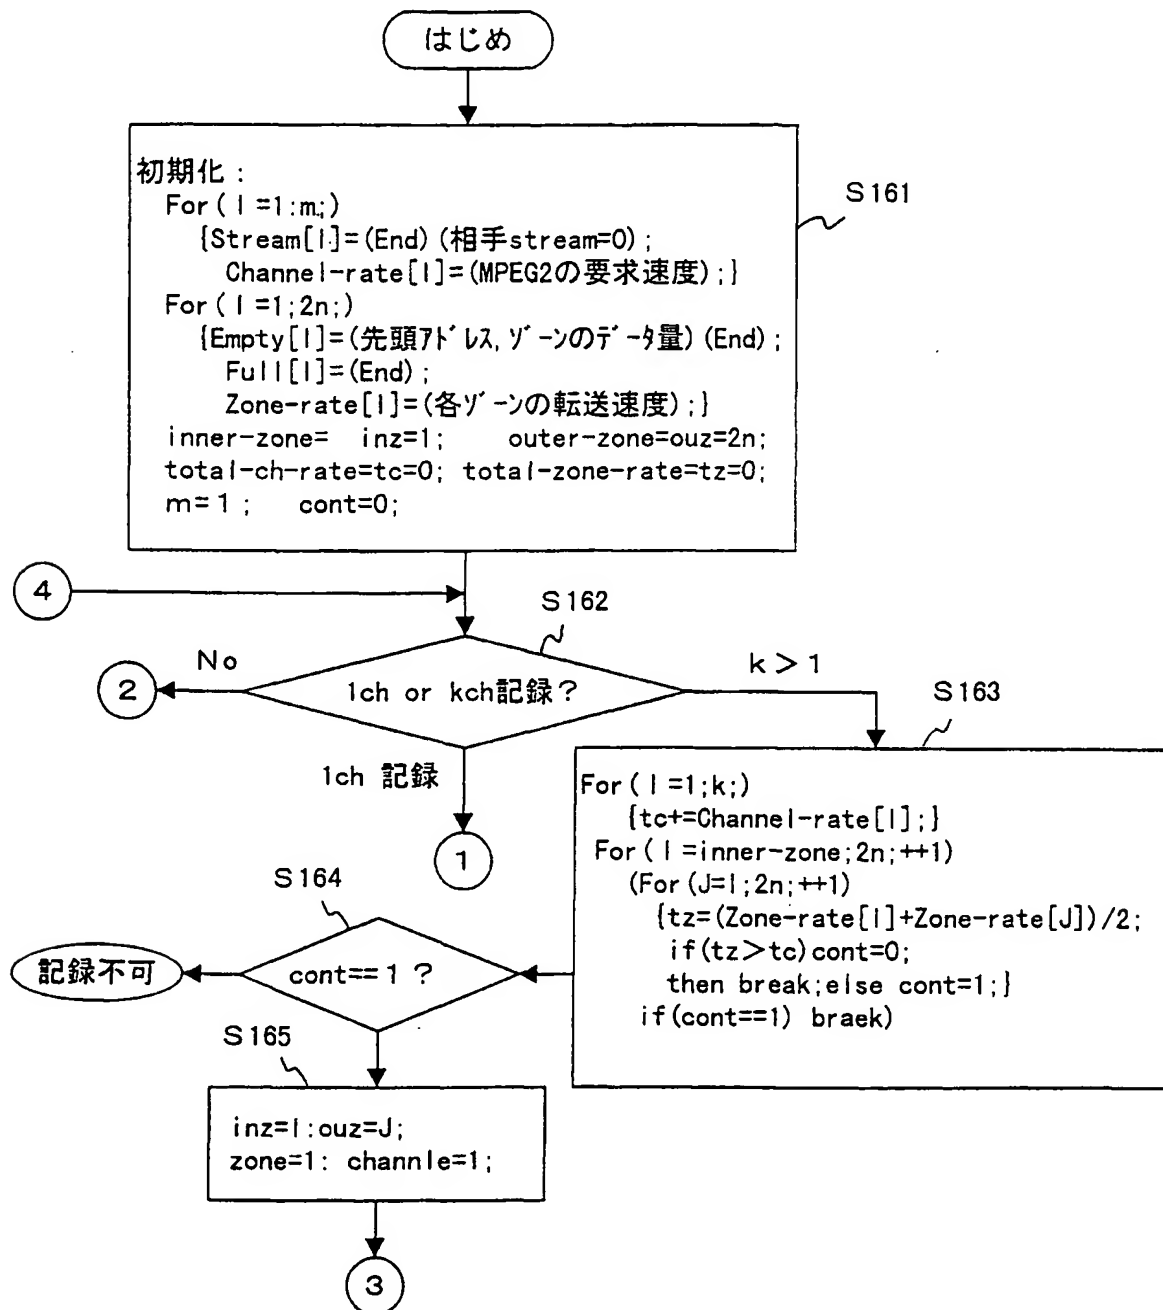 はじめ
初期化:
For(I=1:m;)
{Stream[I]=(End)(相手stream=0);
Channel-rate[I]=(MPEG2の要求速度);}
For(I=1;2n;)
{Empty[I]=(先頭ｱﾄﾞﾚｽ,ｿﾞｰﾝのﾃﾞｰﾀ量)(End);
Full[I]=(End);
Zone-rate[I]=(各ｿﾞｰﾝの転送速度);}
inner-zone= inz=1; outer-zone=ouz=2n;
total-ch-rate=tc=0; total-zone-rate=tz=0;
m=1; cont=0;
S161
4
S162
No
2
1ch or kch記録?
k>1
S163
1ch 記録
1
For(I=1;k;)
{tc+=Channel-rate[I];}
For(I=inner-zone;2n;++1)
(For(J=I;2n;++1)
{tz=(Zone-rate[I]+Zone-rate[J])/2;
if(tz>tc)cont=0;
then break;else cont=1;}
if(cont==1) braek)
S164
記録不可
cont==1 ?
S165
inz=I:ouz=J;
zone=1: channle=1;
3